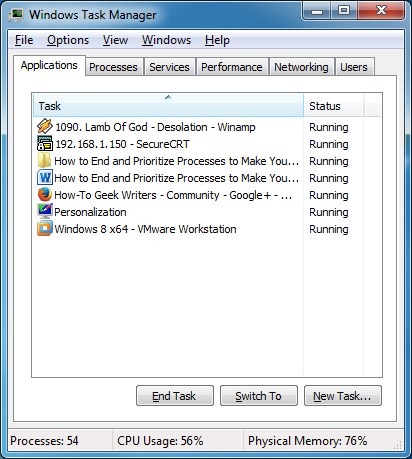 Windows Task Manager
File Options View Windows Help
Applications Processes Services Performance Networking Users
Task Status
1090. Lamb Of God - Desolation - Winamp Running
192.168.1.150 - SecureCRT Running
How to End and Prioritize Processes to Make You... Running
How to End and Prioritize Processes to Make You... Running
How-To Geek Writers - Community - Google+ - ... Running
Personalization Running
Windows 8 x64 - VMware Workstation Running
End Task Switch To New Task...
Processes: 54 CPU Usage: 56% Physical Memory: 76%